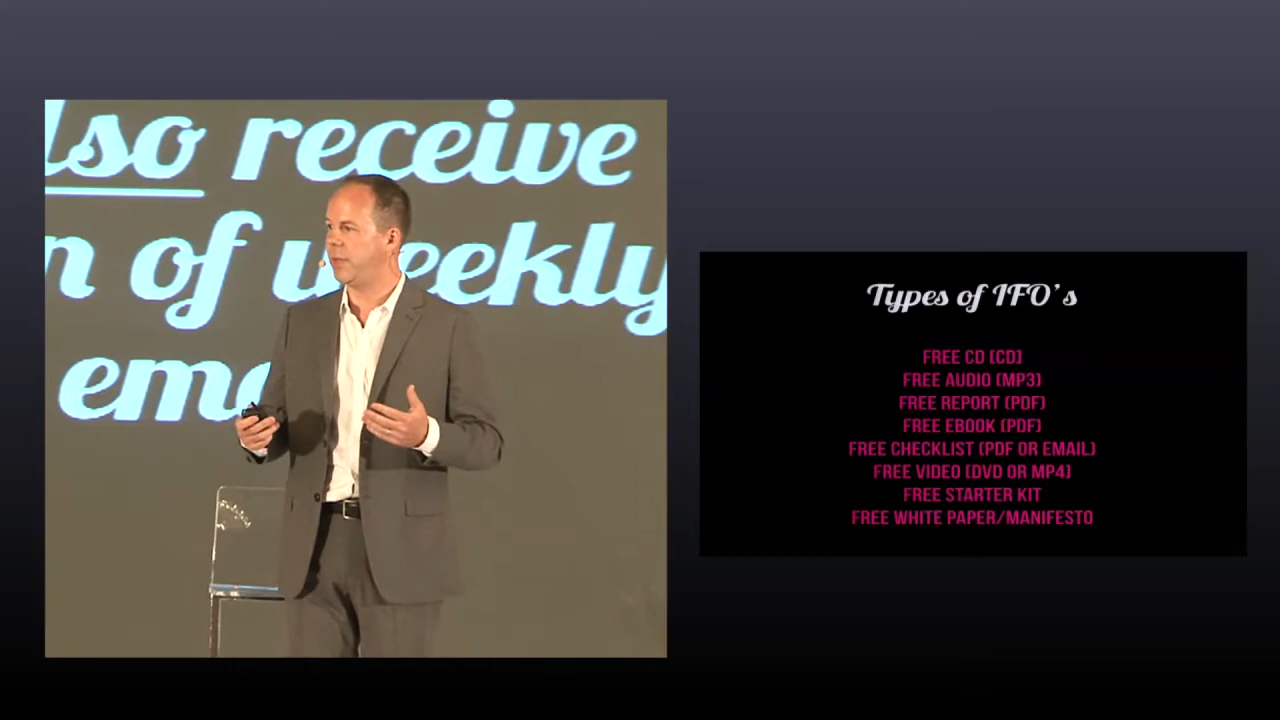 lso receive
n of weekly
ema
Types of IFO's
FREE CD (CD)
FREE AUDIO (MP3)
FREE REPORT (PDF)
FREE EBOOK (PDF)
FREE CHECKLIST (PDF OR EMAIL)
FREE VIDEO (DVD OR MP4)
FREE STARTER KIT
FREE WHITE PAPER/MANIFESTO